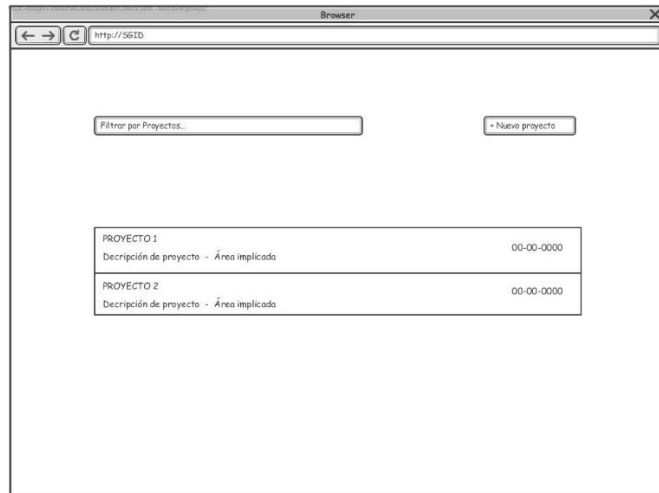 Browser
http://SGID
Filtrar por Proyectos...
+ Nuevo proyecto
PROYECTO 1
Decripción de proyecto - Área implicada
00-00-0000
PROYECTO 2
Decripción de proyecto - Área implicada
00-00-0000